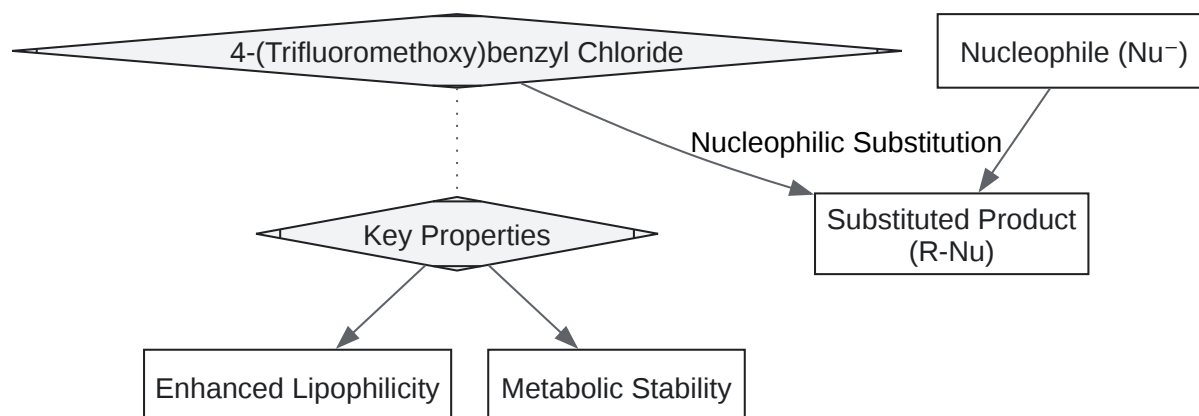 4-(Trifluoromethoxy)benzyl Chloride
Nucleophile (Nu⁻)
Nucleophilic Substitution
Substituted Product
(R-Nu)
Key Properties
Enhanced Lipophilicity
Metabolic Stability